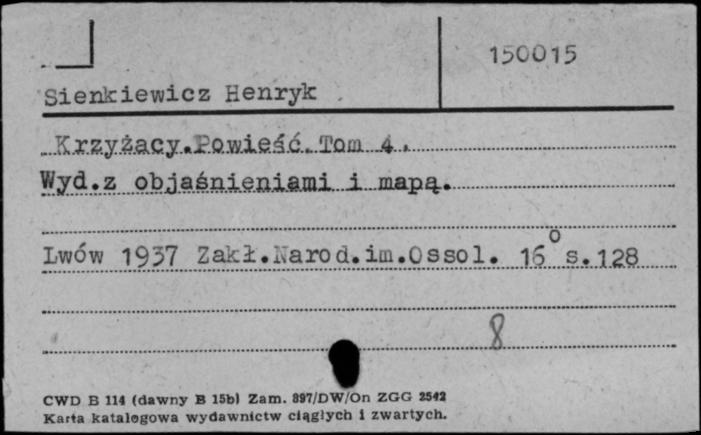 150015
Sienkiewicz Henryk
Krzyżacy.Powieść.Tom 4.
Wyd.z objaśnieniami i mapą.
Lwów 1937 Zakł.Narod.im.Ossol. 16° s.128
8
CWD B 114 (dawny B 15b) Zam. 897/DW/On ZGG 2542
Karta katalogowa wydawnictw ciągłych i zwartych.